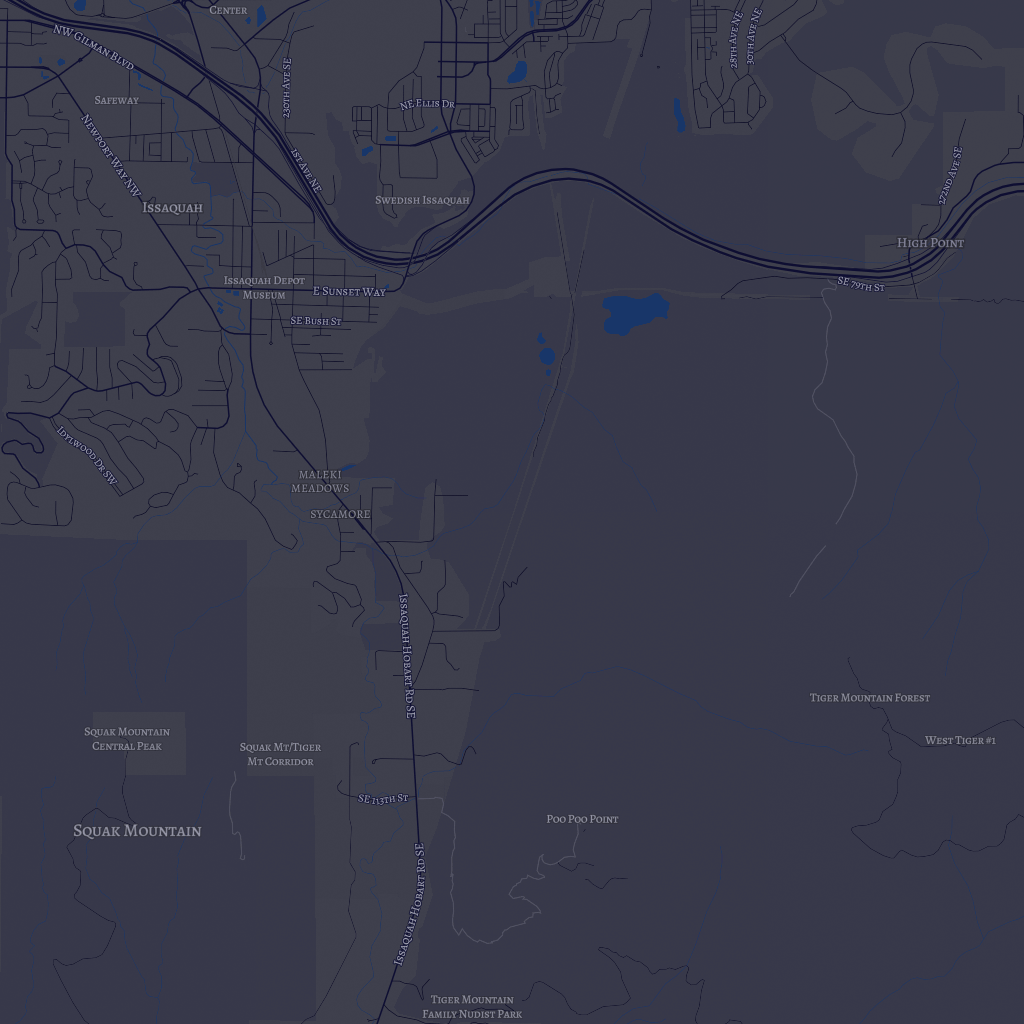 Center
NW Gilman Blvd
28th Ave NE
30th Ave NE
230th Ave SE
Safeway
NE Ellis Dr
Newport Way NW
1st Ave NE
272nd Ave SE
Swedish Issaquah
Issaquah
High Point
Issaquah Depot
Museum
E Sunset Way
SE 79th St
SE Bush St
Idylwood Dr SW
MALEKI
MEADOWS
SYCAMORE
Issaquah Hobart Rd SE
Tiger Mountain Forest
Squak Mountain
Central Peak
West Tiger #1
Squak Mt/Tiger
Mt Corridor
SE 113th St
Poo Poo Point
Squak Mountain
Issaquah Hobart Rd SE
Tiger Mountain
Family Nudist Park